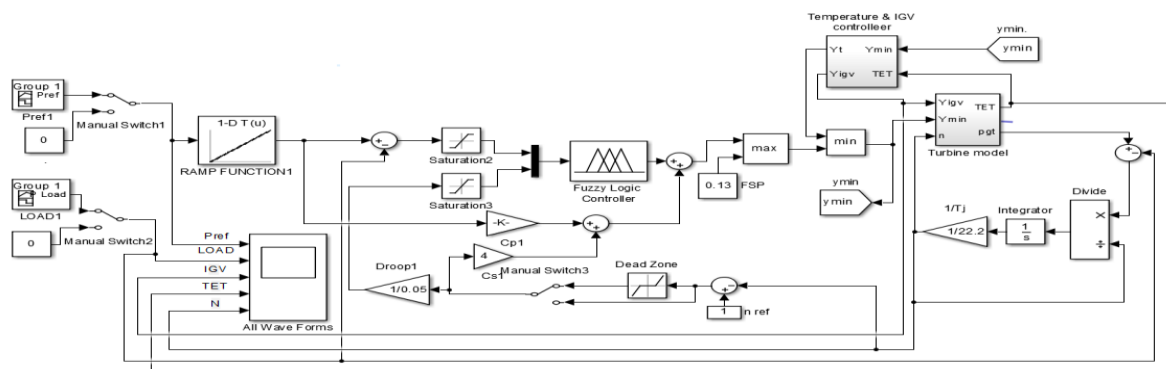 Temperature & IGV
controlleer
ymin.
Yt
Ymin
ymin
Yigv
TET
Group 1
Pref
Pref1
0
Manual Switch1
1-D T(u)
RAMP FUNCTION1
Saturation2
Saturation3
Fuzzy Logic
Controller
max
0.13
FSP
min
ymin
ymin
Yigv
TET
Ymin
pgt
n
Turbine model
Divide
×
÷
Integrator
1
s
1/Tj
1/22.2
Group 1
Load
LOAD1
0
Manual Switch2
Pref
LOAD
IGV
TET
N
All Wave Forms
-K-
Cp1
4
Cs1
Manual Switch3
Droop1
1/0.05
Dead Zone
1
n ref